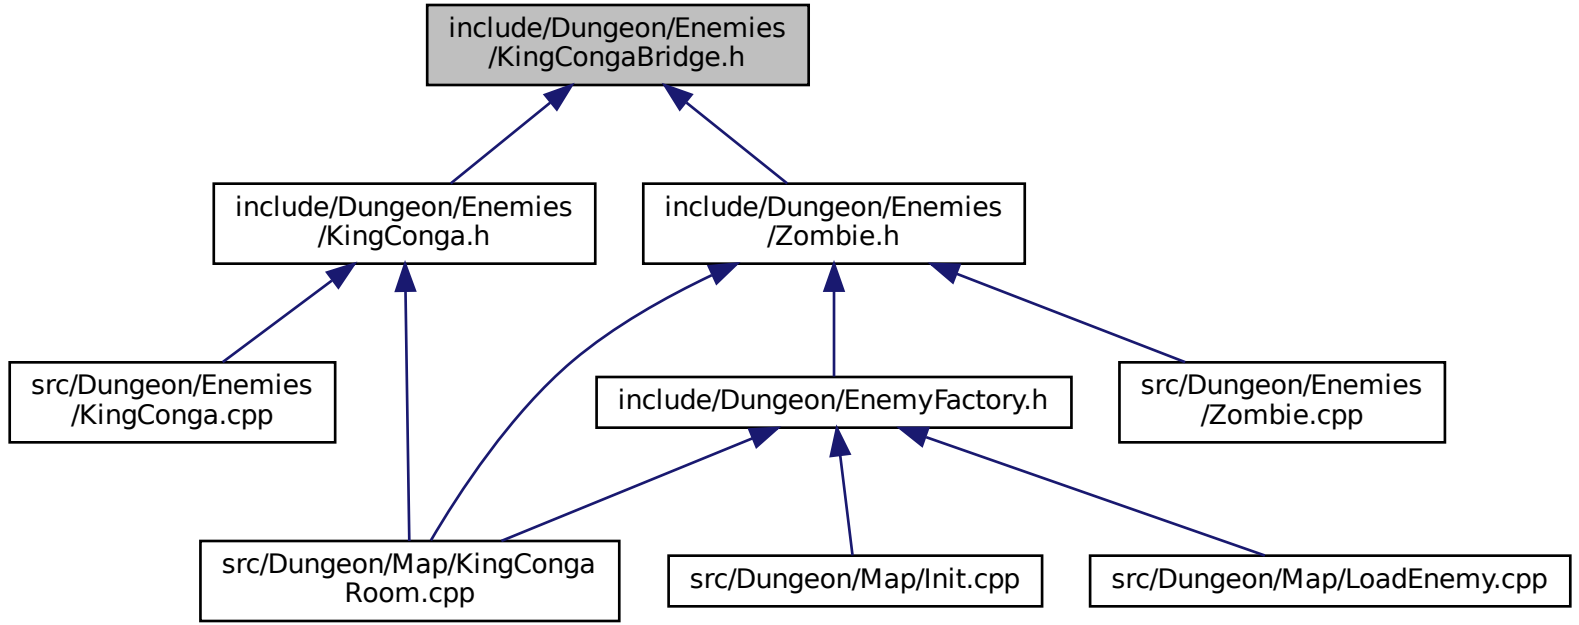 include/Dungeon/Enemies
/KingCongaBridge.h
include/Dungeon/Enemies
/KingConga.h
include/Dungeon/Enemies
/Zombie.h
src/Dungeon/Enemies
/KingConga.cpp
include/Dungeon/EnemyFactory.h
src/Dungeon/Enemies
/Zombie.cpp
src/Dungeon/Map/KingConga
Room.cpp
src/Dungeon/Map/Init.cpp
src/Dungeon/Map/LoadEnemy.cpp